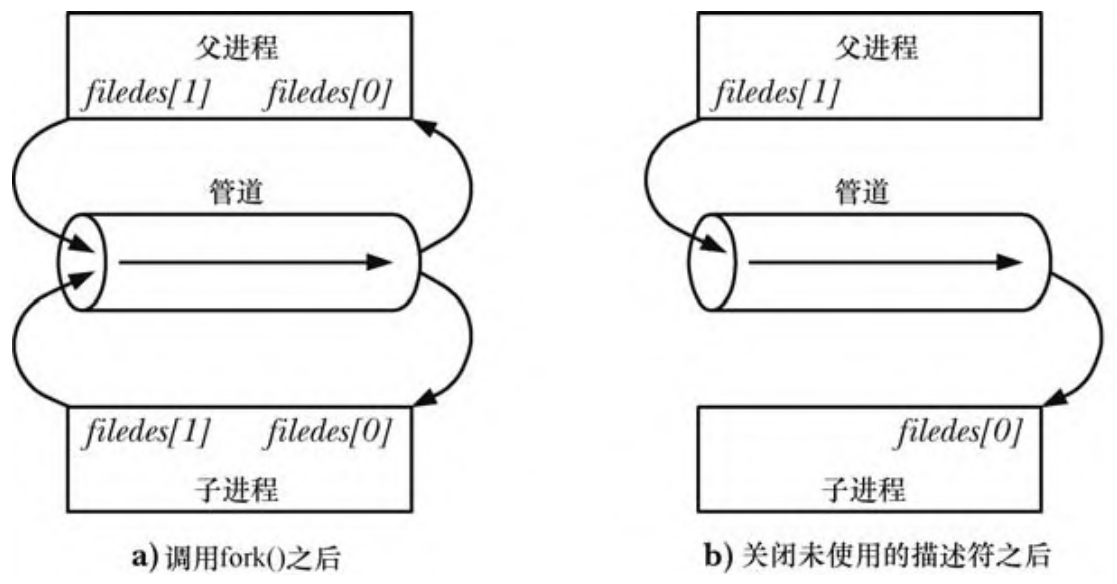 父进程
filedes[1] filedes[0]
管道
filedes[1] filedes[0]
子进程
a) 调用fork()之后
父进程
filedes[1]
管道
filedes[0]
子进程
b) 关闭未使用的描述符之后